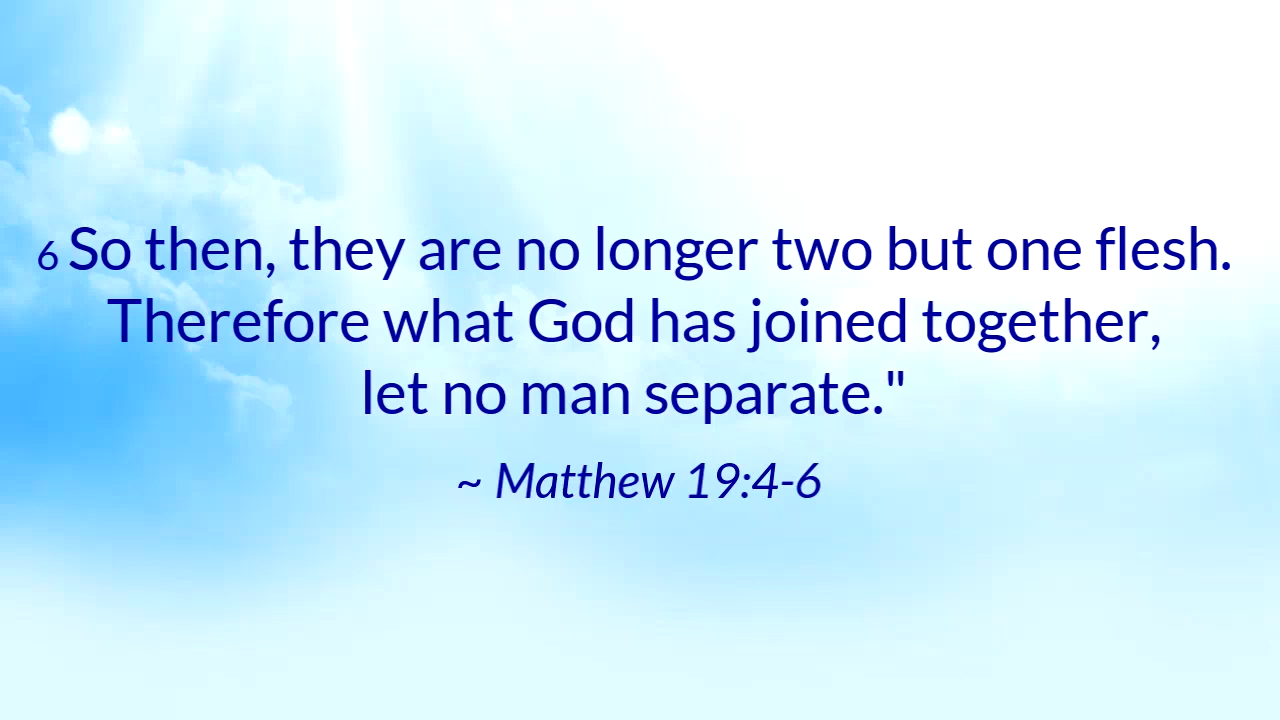 6 So then, they are no longer two but one flesh.
Therefore what God has joined together,
let no man separate."
~ Matthew 19:4-6